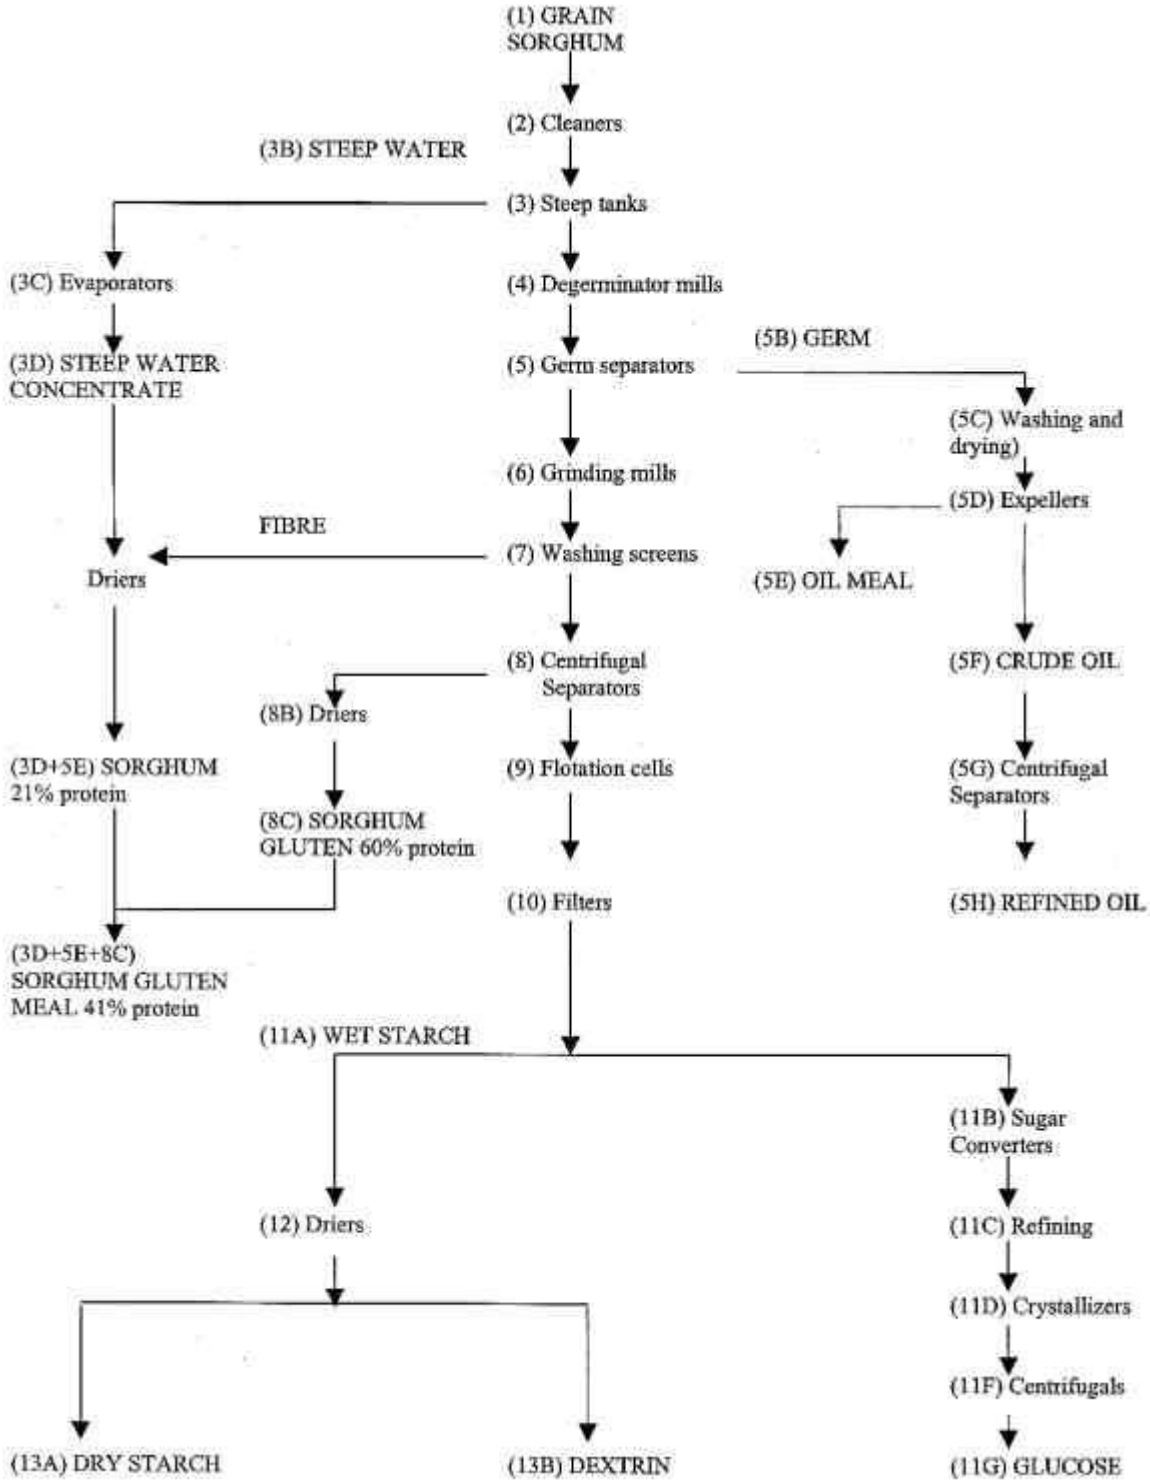 (1) GRAIN
SORGHUM
(2) Cleaners
(3B) STEEP WATER
(3) Steep tanks
(3C) Evaporators
(4) Degerminator mills
(5B) GERM
(3D) STEEP WATER
CONCENTRATE
(5) Germ separators
(5C) Washing and
drying)
(6) Grinding mills
(5D) Expellers
FIBRE
(7) Washing screens
Driers
(5E) OIL MEAL
(8) Centrifugal
Separators
(5F) CRUDE OIL
(8B) Driers
(3D+5E) SORGHUM
21% protein
(9) Flotation cells
(5G) Centrifugal
Separators
(8C) SORGHUM
GLUTEN 60% protein
(10) Filters
(5H) REFINED OIL
(3D+5E+8C)
SORGHUM GLUTEN
MEAL 41% protein
(11A) WET STARCH
(11B) Sugar
Converters
(12) Driers
(11C) Refining
(11D) Crystallizers
(11F) Centrifugals
(13A) DRY STARCH
(13B) DEXTRIN
(11G) GLUCOSE